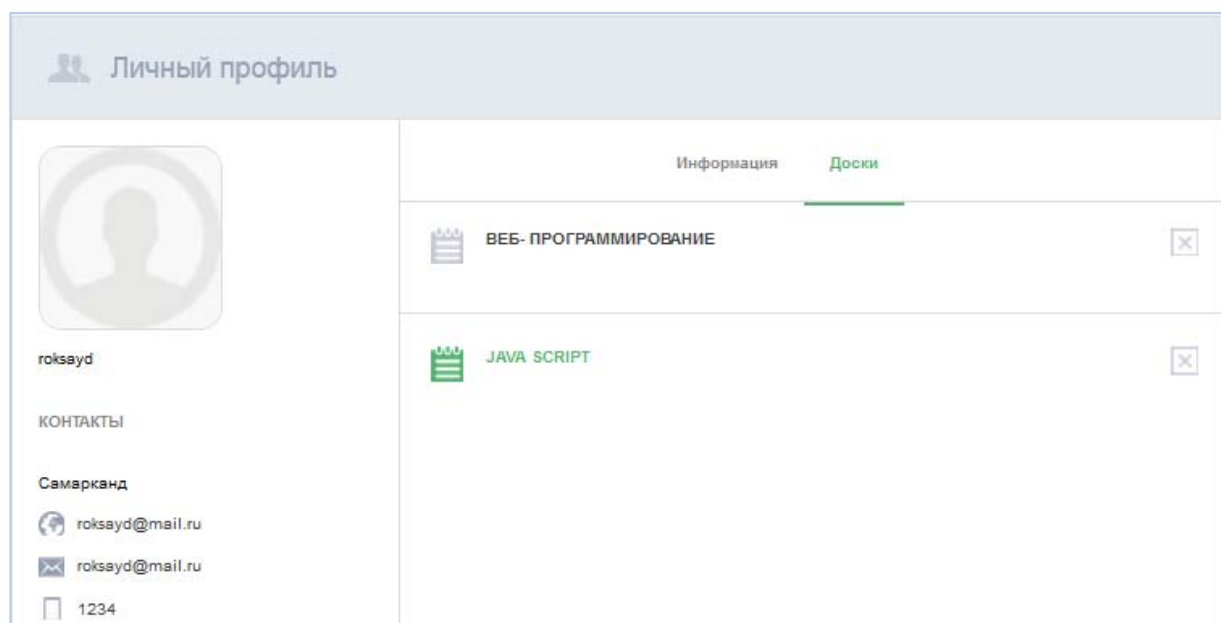 Личный профиль
Информация Доски
ВЕБ- ПРОГРАММИРОВАНИЕ
JAVA SCRIPT
roksayd
КОНТАКТЫ
Самарканд
roksayd@mail.ru
roksayd@mail.ru
1234